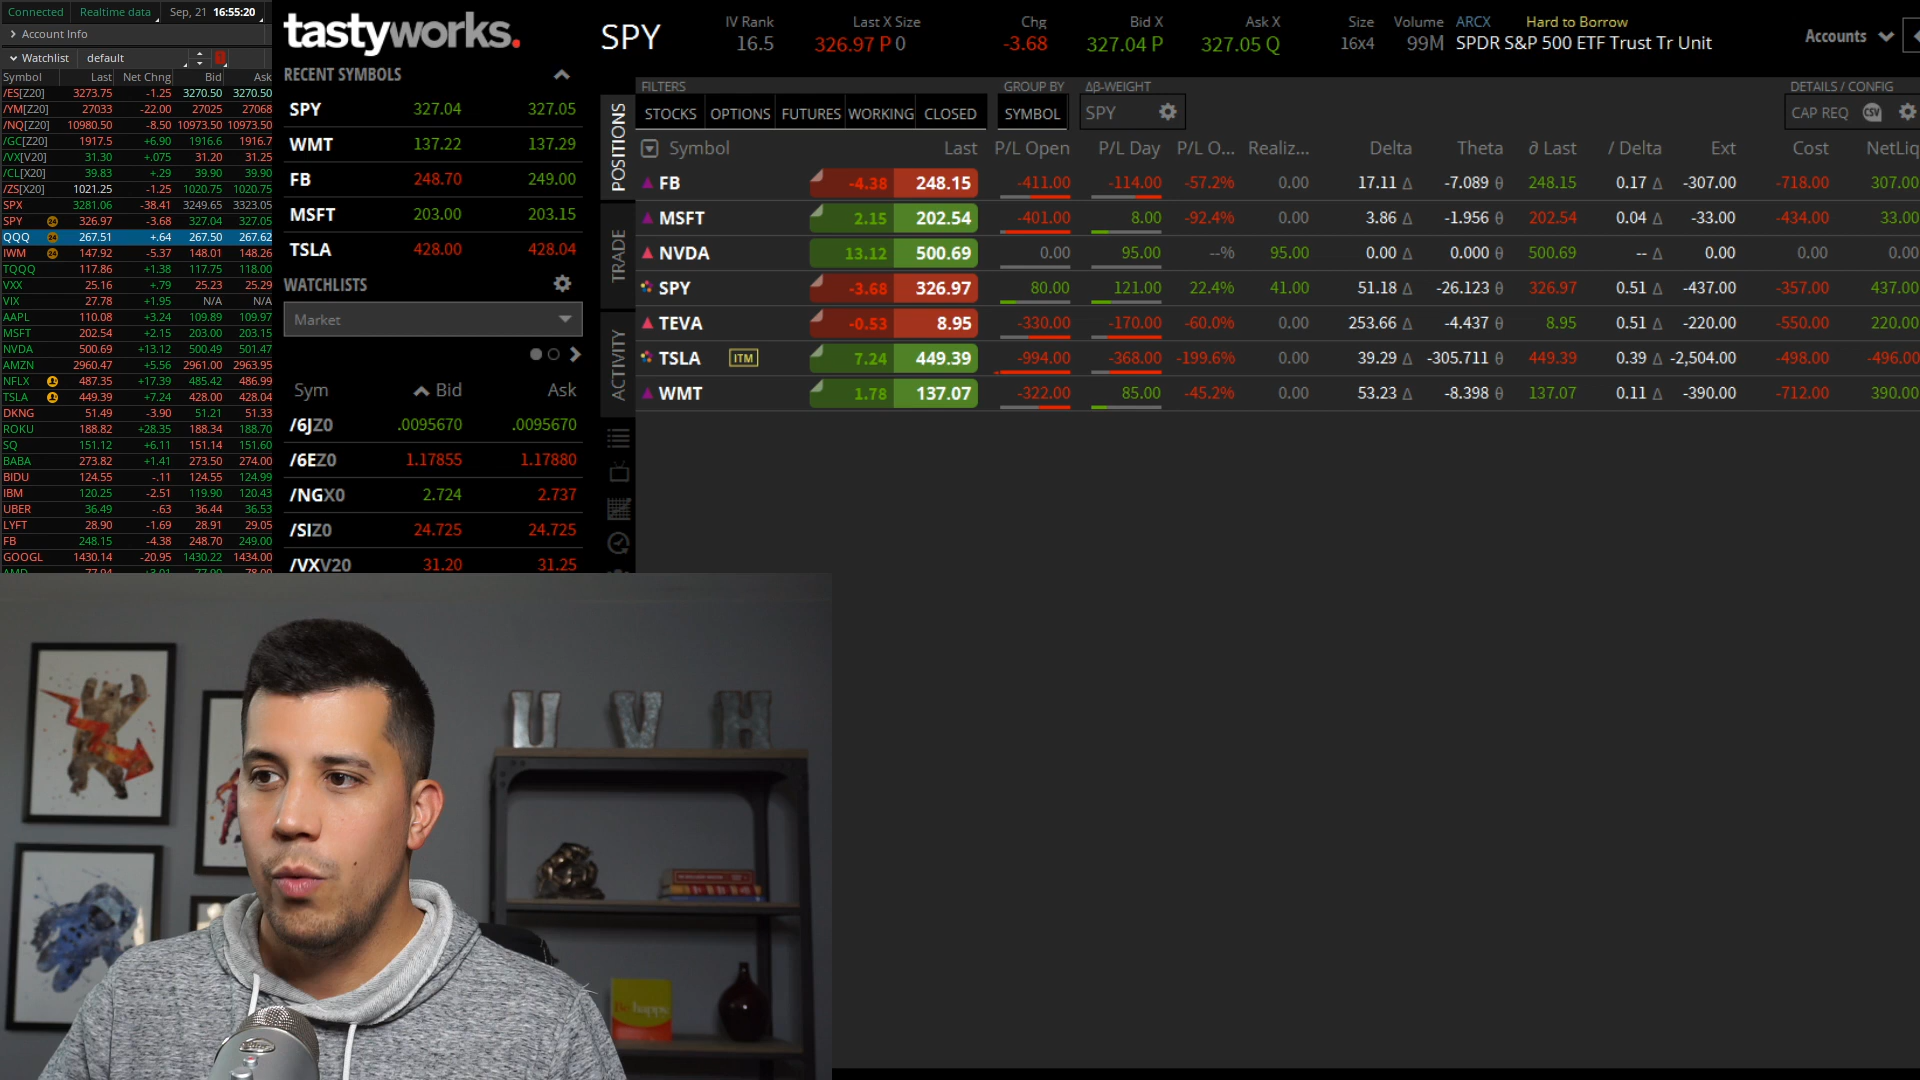 Connected Realtime data Sep, 21 16:55:20
Account Info
Watchlist default
Symbol Last Net Chng Bid Ask
/ES[Z20] 3273.75 -1.25 3270.50 3270.50
/YM[Z20] 27033 -22.00 27025 27068
/NQ[Z20] 10980.50 -8.50 10973.50 10973.50
/GC[Z20] 1917.5 +6.90 1916.6 1916.7
/VX[V20] 31.30 +.075 31.20 31.25
/CL[X20] 39.83 +.29 39.90 39.90
/ZS[X20] 1021.25 -1.25 1020.75 1020.75
SPX 3281.06 -38.41 3249.65 3323.05
SPY 326.97 -3.68 327.04 327.05
QQQ 267.51 +.64 267.50 267.62
IWM 147.92 -5.37 148.01 148.26
TQQQ 117.86 +1.38 117.75 118.00
VXX 25.16 +.79 25.23 25.29
VIX 27.78 +1.95 N/A N/A
AAPL 110.08 +3.24 109.89 109.97
MSFT 202.54 +2.15 203.00 203.15
NVDA 500.69 +13.12 500.49 501.47
AMZN 2960.47 +5.56 2961.00 2963.95
NFLX 487.35 +17.39 485.42 486.99
TSLA 449.39 +7.24 428.00 428.04
DKNG 51.49 -3.90 51.21 51.33
ROKU 188.82 +28.35 188.34 188.70
SQ 151.12 +6.11 151.14 151.60
BABA 273.82 +1.41 273.50 274.00
BIDU 124.55 -.11 124.55 124.99
IBM 120.25 -2.51 119.90 120.43
UBER 36.49 -.63 36.44 36.53
LYFT 28.90 -1.69 28.91 29.05
FB 248.15 -4.38 248.70 249.00
GOOGL 1430.14 -20.95 1430.22 1434.00
tastyworks.
RECENT SYMBOLS
SPY 327.04 327.05
WMT 137.22 137.29
FB 248.70 249.00
MSFT 203.00 203.15
TSLA 428.00 428.04
WATCHLISTS
Market
Sym Bid Ask
/6JZ0 .0095670 .0095670
/6EZ0 1.17855 1.17880
/NGX0 2.724 2.737
/SIZ0 24.725 24.725
/VXV20 31.20 31.25
SPY
IV Rank Last X Size Chg Bid X Ask X Size Volume ARCX Hard to Borrow
16.5 326.97 P 0 -3.68 327.04 P 327.05 Q 16x4 99M SPDR S&P 500 ETF Trust Tr Unit
Accounts
POSITIONS
TRADE
ACTIVITY
FILTERS GROUP BY Δβ-WEIGHT DETAILS / CONFIG
STOCKS OPTIONS FUTURES WORKING CLOSED SYMBOL SPY CAP REQ CSV
Symbol Last P/L Open P/L Day P/L O... Realiz... Delta Theta ∂ Last / Delta Ext Cost NetLiq
FB -4.38 248.15 -411.00 -114.00 -57.2% 0.00 17.11 Δ -7.089 θ 248.15 0.17 Δ -307.00 -718.00 307.00
MSFT 2.15 202.54 -401.00 8.00 -92.4% 0.00 3.86 Δ -1.956 θ 202.54 0.04 Δ -33.00 -434.00 33.00
NVDA 13.12 500.69 0.00 95.00 --% 95.00 0.00 Δ 0.000 θ 500.69 -- Δ 0.00 0.00 0.00
SPY -3.68 326.97 80.00 121.00 22.4% 41.00 51.18 Δ -26.123 θ 326.97 0.51 Δ -437.00 -357.00 437.00
TEVA -0.53 8.95 -330.00 -170.00 -60.0% 0.00 253.66 Δ -4.437 θ 8.95 0.51 Δ -220.00 -550.00 220.00
TSLA ITM 7.24 449.39 -994.00 -368.00 -199.6% 0.00 39.29 Δ -305.711 θ 449.39 0.39 Δ -2,504.00 -498.00 -496.00
WMT 1.78 137.07 -322.00 85.00 -45.2% 0.00 53.23 Δ -8.398 θ 137.07 0.11 Δ -390.00 -712.00 390.00
U V H
Be happy